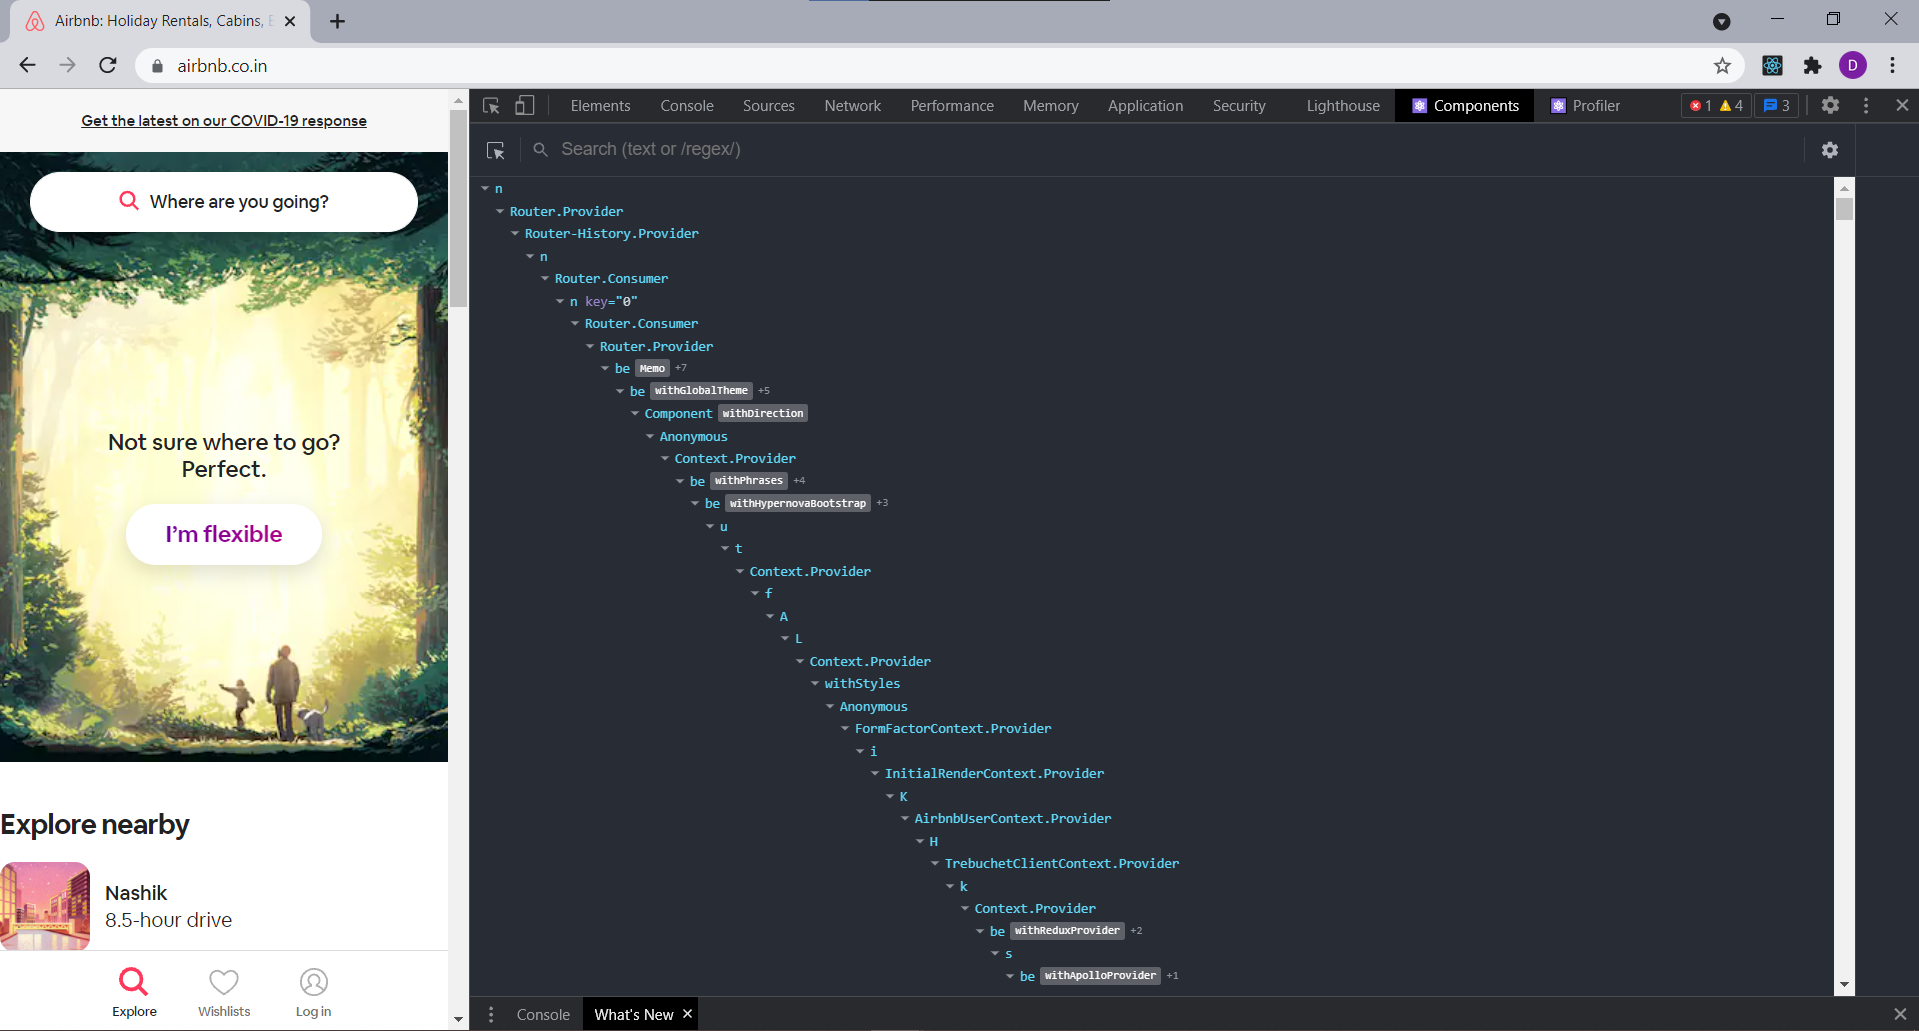 Airbnb: Holiday Rentals, Cabins,
airbnb.co.in
D
Get the latest on our COVID-19 response
Where are you going?
Not sure where to go?
Perfect.
I'm flexible
Explore nearby
Nashik
8.5-hour drive
Explore Wishlists Log in
Elements Console Sources Network Performance Memory Application Security Lighthouse Components Profiler 1 4 3
Search (text or /regex/)
n
Router.Provider
Router-History.Provider
n
Router.Consumer
n key="0"
Router.Consumer
Router.Provider
be Memo +7
be withGlobalTheme +5
Component withDirection
Anonymous
Context.Provider
be withPhrases +4
be withHypernovaBootstrap +3
u
t
Context.Provider
f
A
L
Context.Provider
withStyles
Anonymous
FormFactorContext.Provider
i
InitialRenderContext.Provider
K
AirbnbUserContext.Provider
H
TrebuchetClientContext.Provider
k
Context.Provider
be withReduxProvider +2
s
be withApolloProvider +1
Console What's New